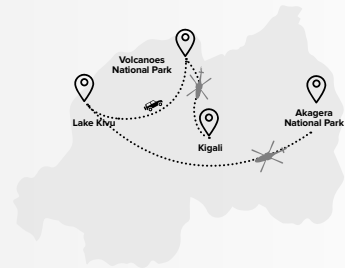 Volcanoes
National Park
Lake Kivu
Kigali
Akagera
National Park